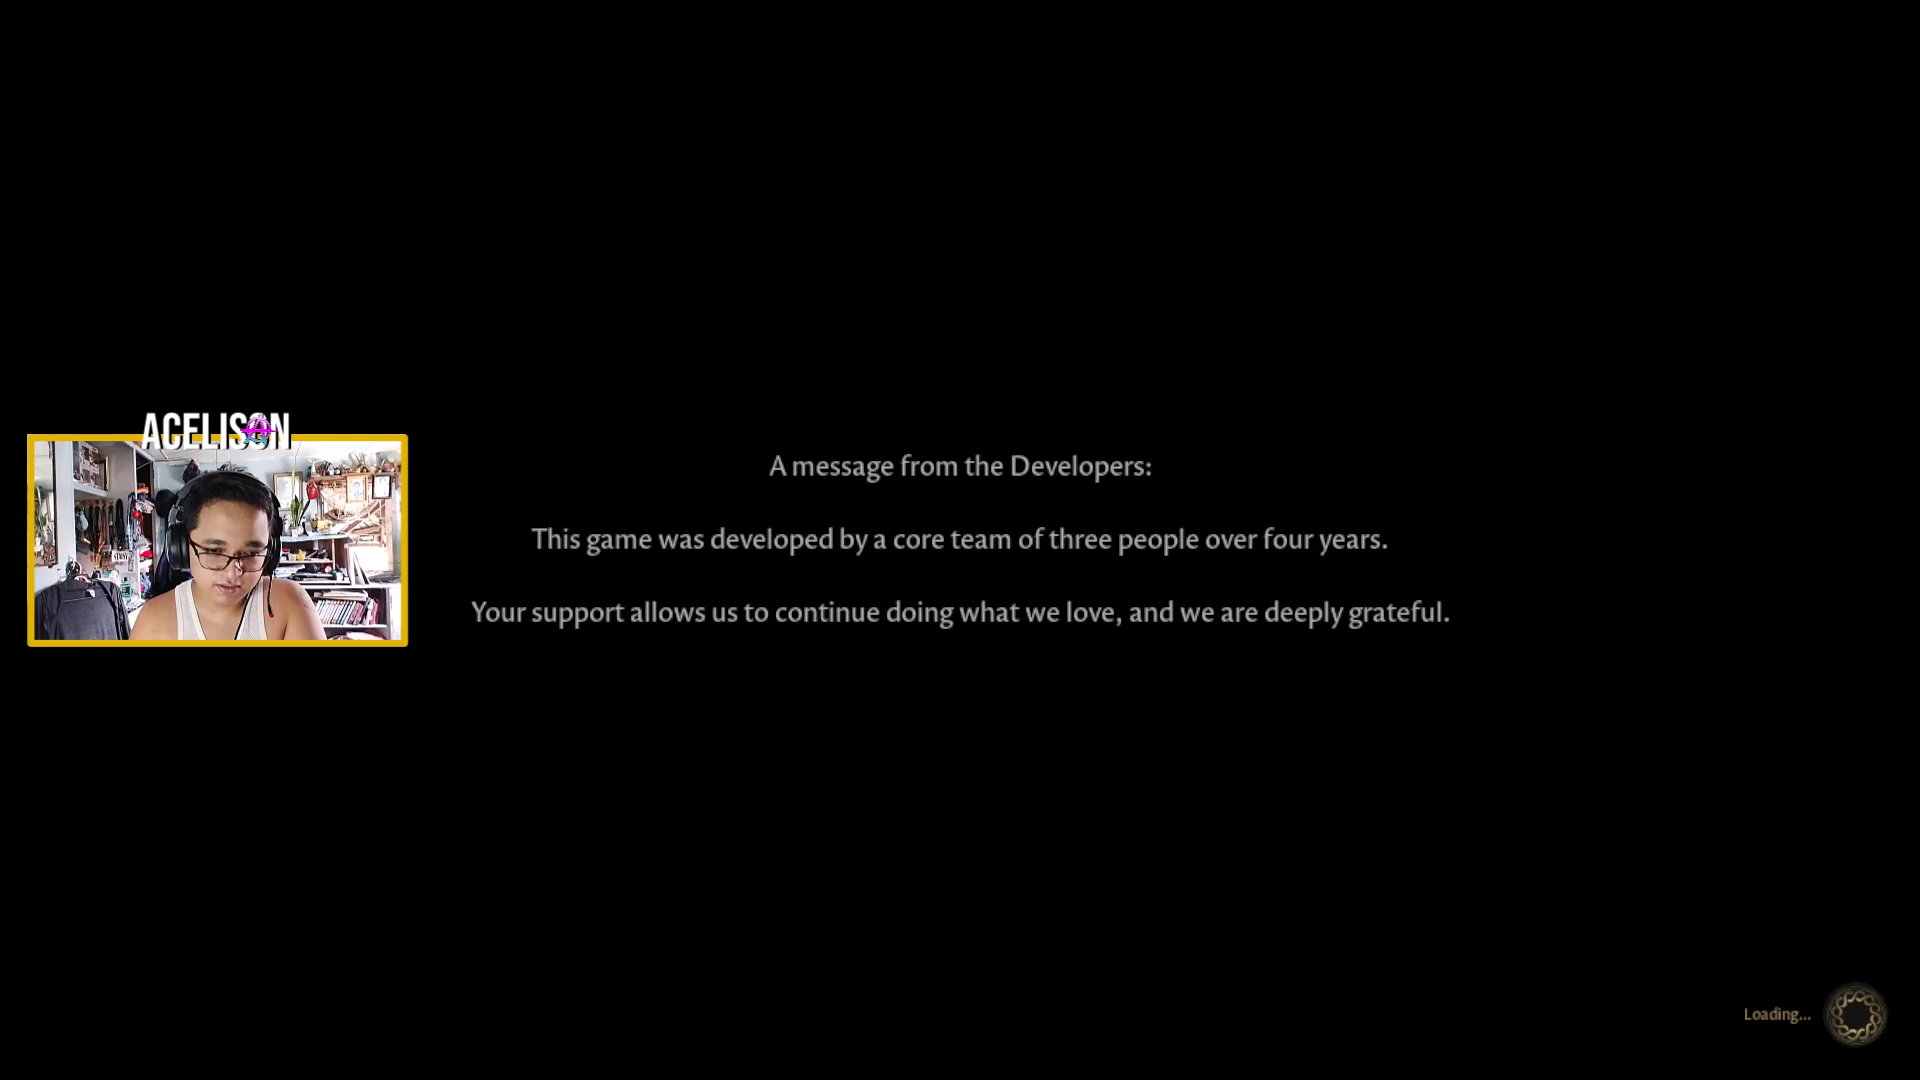 ACELISON
A message from the Developers:
This game was developed by a core team of three people over four years.
Your support allows us to continue doing what we love, and we are deeply grateful.
Loading...